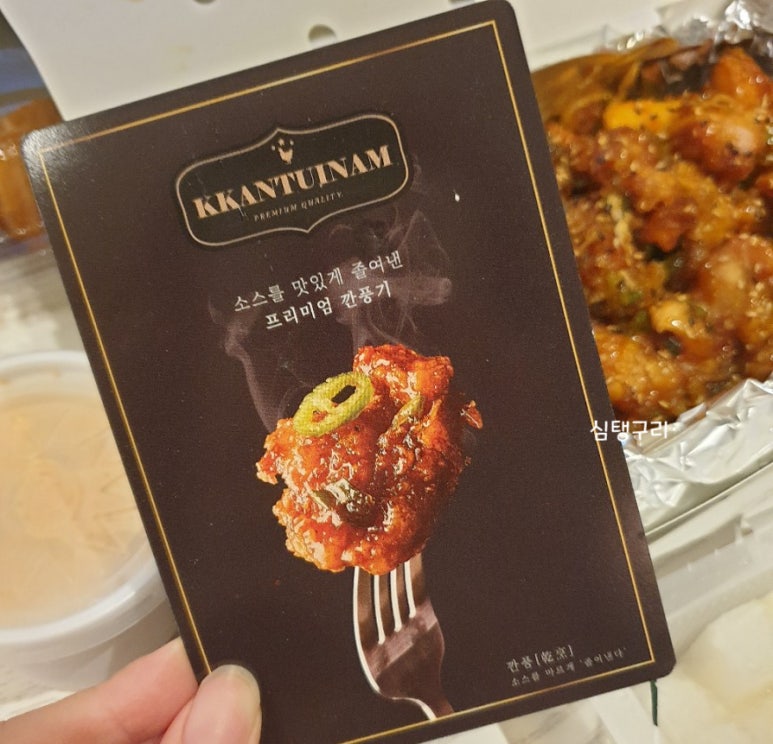 KKANTUINAM
PREMIUM QUALITY
소스를 맛있게 졸여낸
프리미엄 깐풍기
심탱구리
깐풍[乾烹]
소스를 마르게 '졸여낸다'